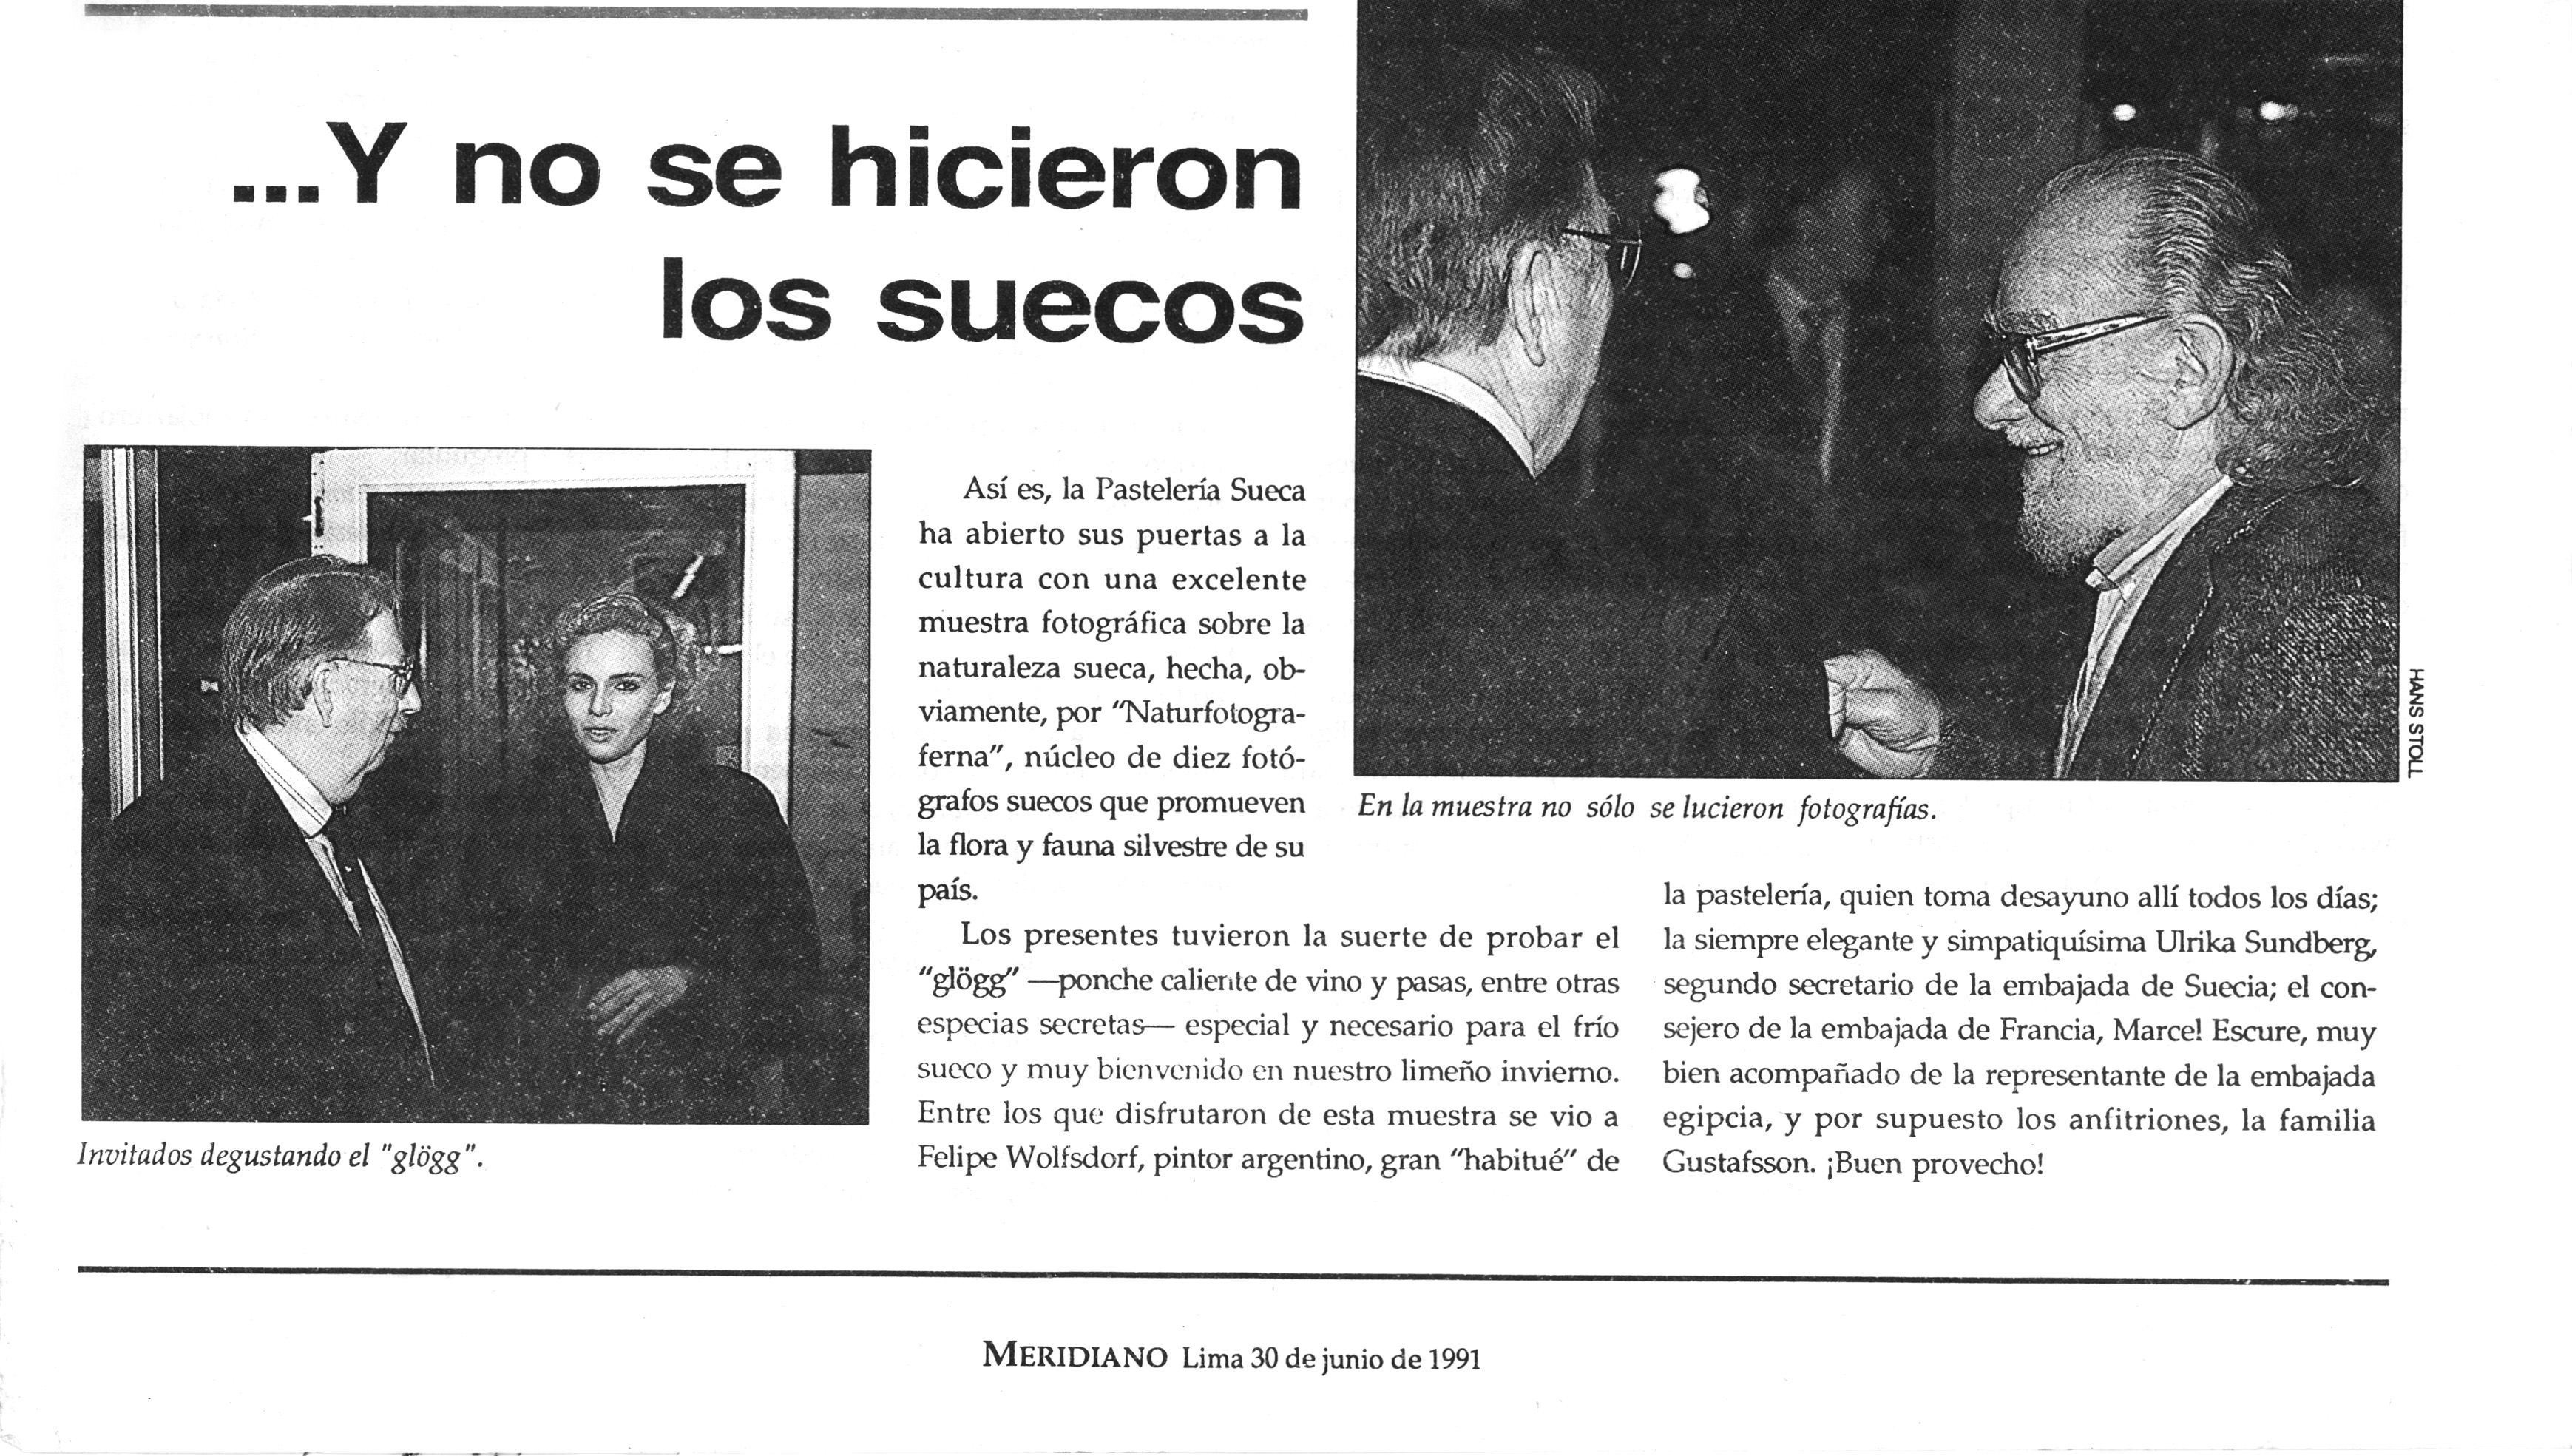 ...Y no se hicieron
los suecos
Así es, la Pastelería Sueca
ha abierto sus puertas a la
cultura con una excelente
muestra fotográfica sobre la
naturaleza sueca, hecha, ob-
viamente, por "Naturfotogra-
ferna", núcleo de diez fotó-
grafos suecos que promueven
la flora y fauna silvestre de su
país.
Los presentes tuvieron la suerte de probar el
"glögg" —ponche caliente de vino y pasas, entre otras
especias secretas— especial y necesario para el frío
sueco y muy bienvenido en nuestro limeño invierno.
Entre los que disfrutaron de esta muestra se vio a
Felipe Wolfsdorf, pintor argentino, gran "habitué" de
la pastelería, quien toma desayuno allí todos los días;
la siempre elegante y simpatiquísima Ulrika Sundberg,
segundo secretario de la embajada de Suecia; el con-
sejero de la embajada de Francia, Marcel Escure, muy
bien acompañado de la representante de la embajada
egipcia, y por supuesto los anfitriones, la familia
Gustafsson. ¡Buen provecho!
Invitados degustando el "glögg".
En la muestra no sólo se lucieron fotografías.
HANS STOLL
MERIDIANO Lima 30 de junio de 1991